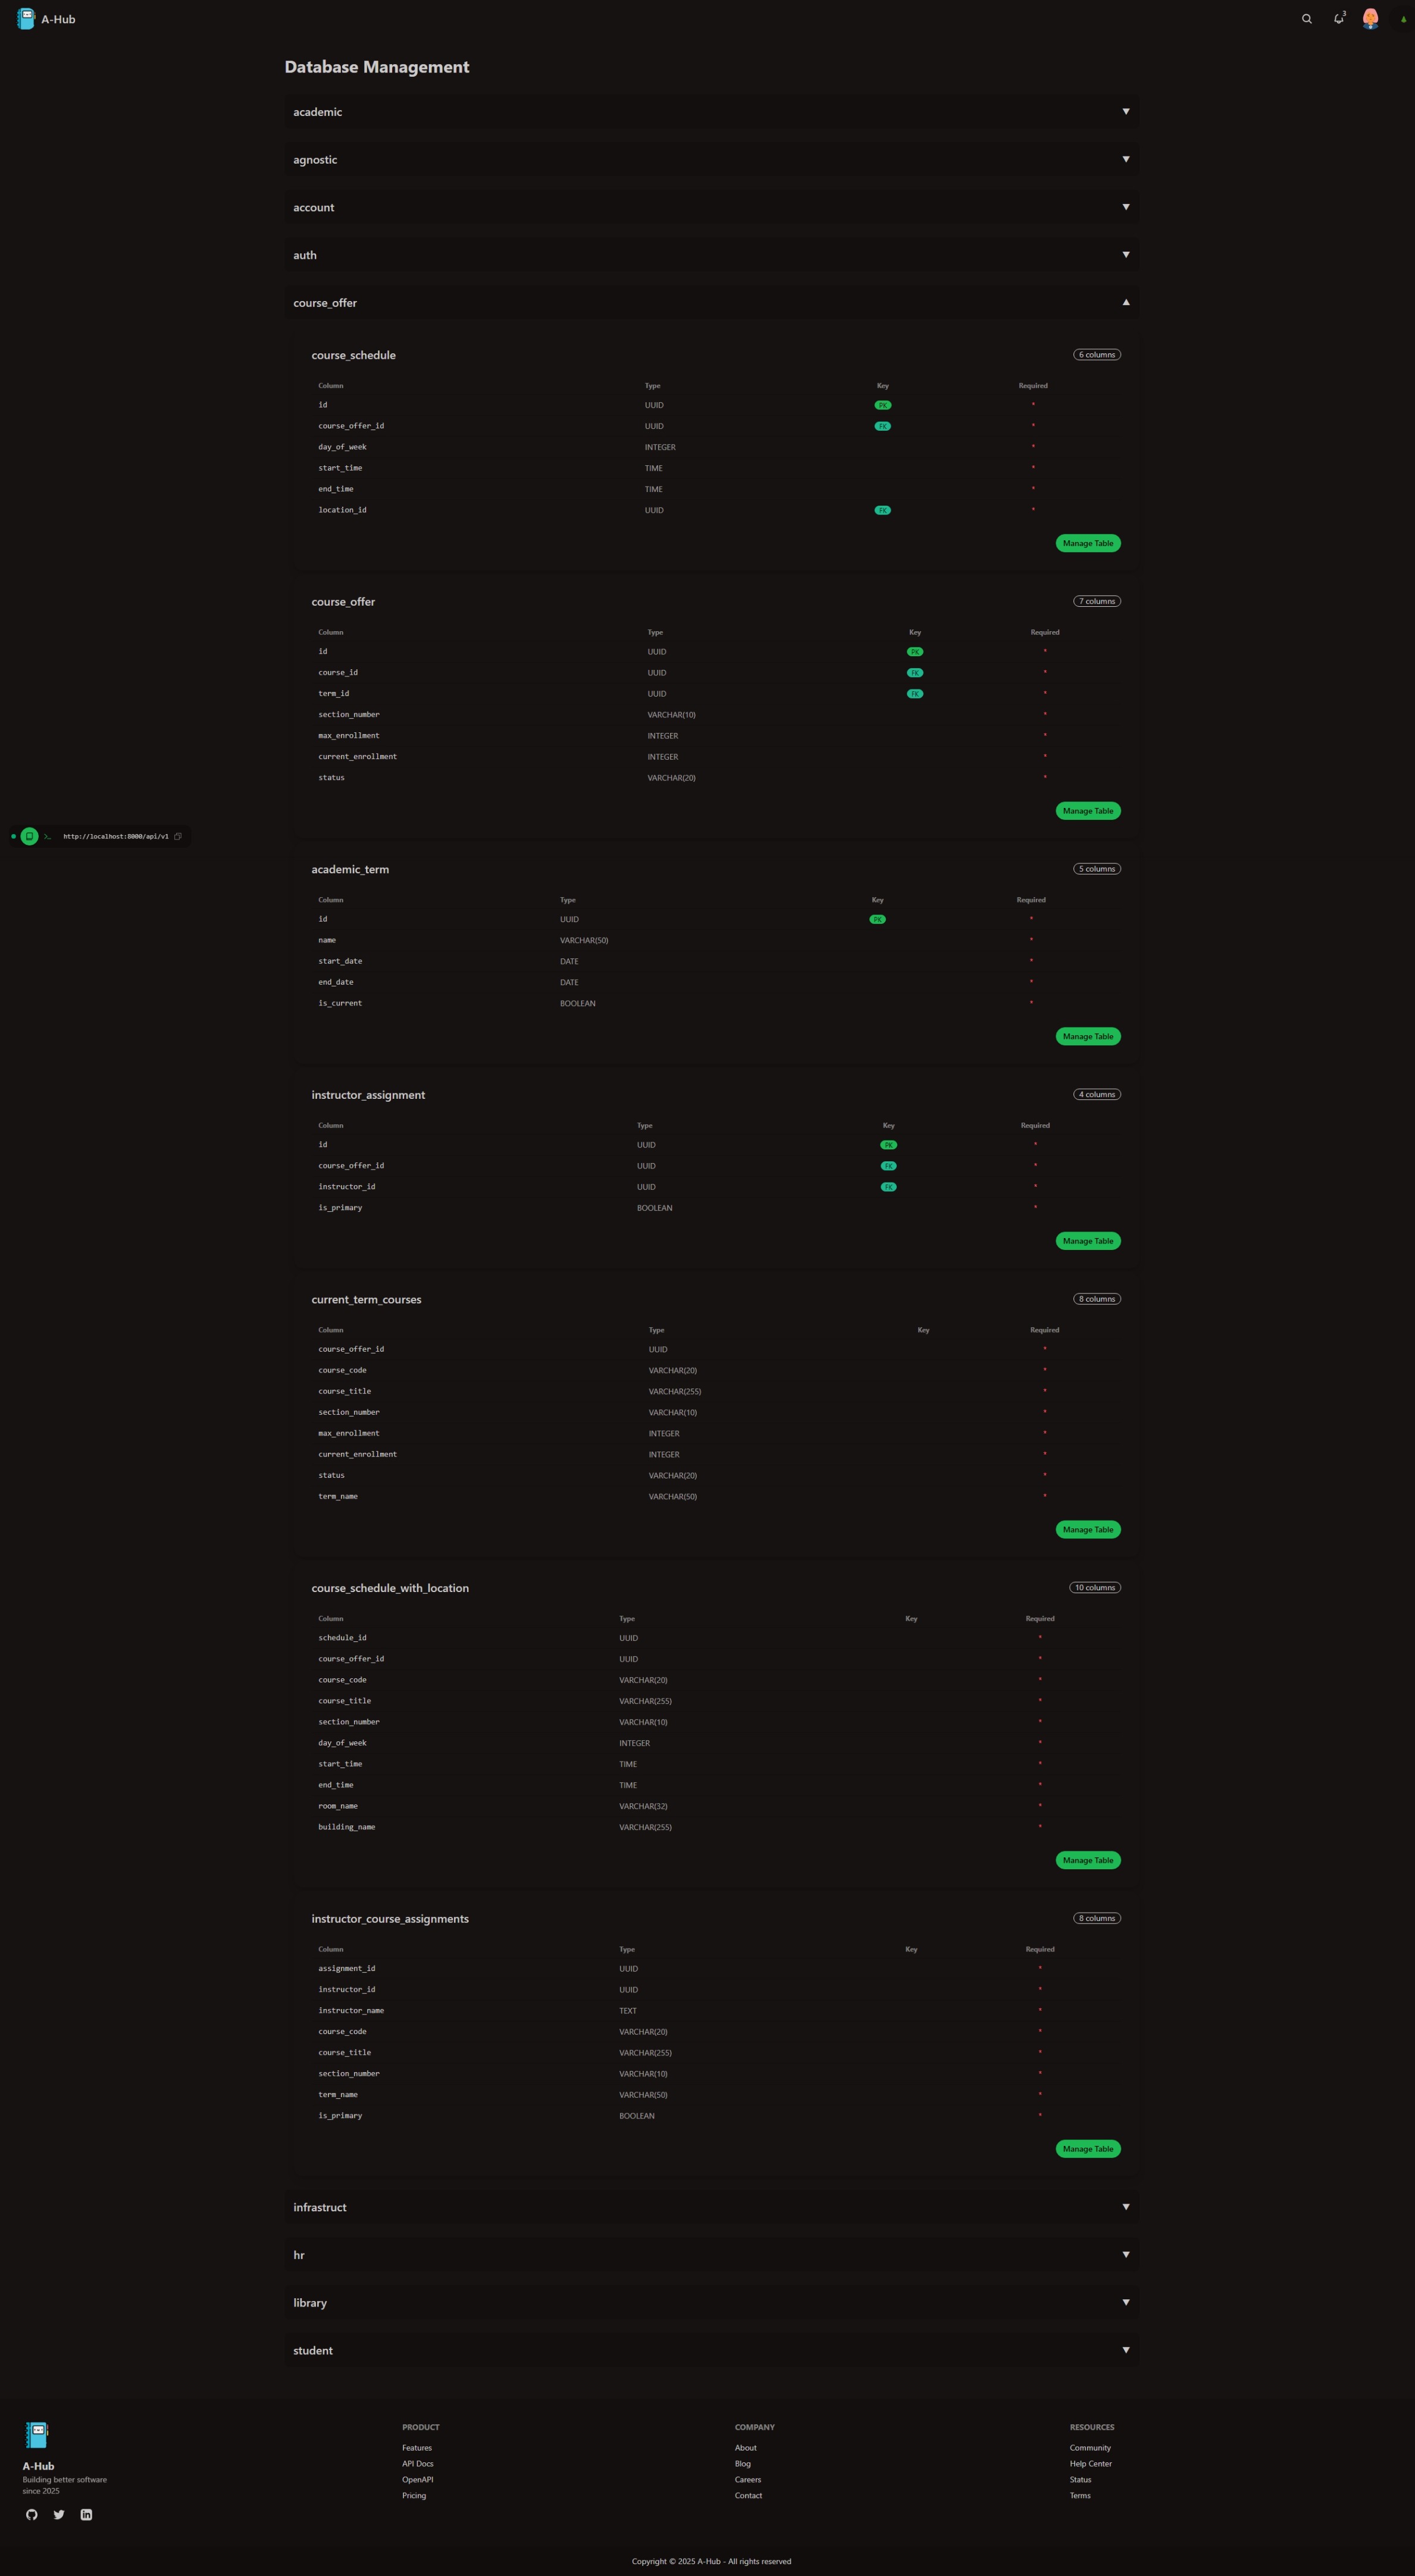 A-Hub
3
Database Management
academic ▼
agnostic ▼
account ▼
auth ▼
course_offer ▲
course_schedule 6 columns
Column Type Key Required
id UUID PK *
course_offer_id UUID FK *
day_of_week INTEGER *
start_time TIME *
end_time TIME *
location_id UUID FK *
Manage Table
course_offer 7 columns
Column Type Key Required
id UUID PK *
course_id UUID FK *
term_id UUID FK *
section_number VARCHAR(10) *
max_enrollment INTEGER *
current_enrollment INTEGER *
status VARCHAR(20) *
Manage Table
http://localhost:8000/api/v1
academic_term 5 columns
Column Type Key Required
id UUID PK *
name VARCHAR(50) *
start_date DATE *
end_date DATE *
is_current BOOLEAN *
Manage Table
instructor_assignment 4 columns
Column Type Key Required
id UUID PK *
course_offer_id UUID FK *
instructor_id UUID FK *
is_primary BOOLEAN *
Manage Table
current_term_courses 8 columns
Column Type Key Required
course_offer_id UUID *
course_code VARCHAR(20) *
course_title VARCHAR(255) *
section_number VARCHAR(10) *
max_enrollment INTEGER *
current_enrollment INTEGER *
status VARCHAR(20) *
term_name VARCHAR(50) *
Manage Table
course_schedule_with_location 10 columns
Column Type Key Required
schedule_id UUID *
course_offer_id UUID *
course_code VARCHAR(20) *
course_title VARCHAR(255) *
section_number VARCHAR(10) *
day_of_week INTEGER *
start_time TIME *
end_time TIME *
room_name VARCHAR(32) *
building_name VARCHAR(255) *
Manage Table
instructor_course_assignments 8 columns
Column Type Key Required
assignment_id UUID *
instructor_id UUID *
instructor_name TEXT *
course_code VARCHAR(20) *
course_title VARCHAR(255) *
section_number VARCHAR(10) *
term_name VARCHAR(50) *
is_primary BOOLEAN *
Manage Table
infrastruct ▼
hr ▼
library ▼
student ▼
A-Hub
Building better software
since 2025
PRODUCT
Features
API Docs
OpenAPI
Pricing
COMPANY
About
Blog
Careers
Contact
RESOURCES
Community
Help Center
Status
Terms
Copyright © 2025 A-Hub - All rights reserved